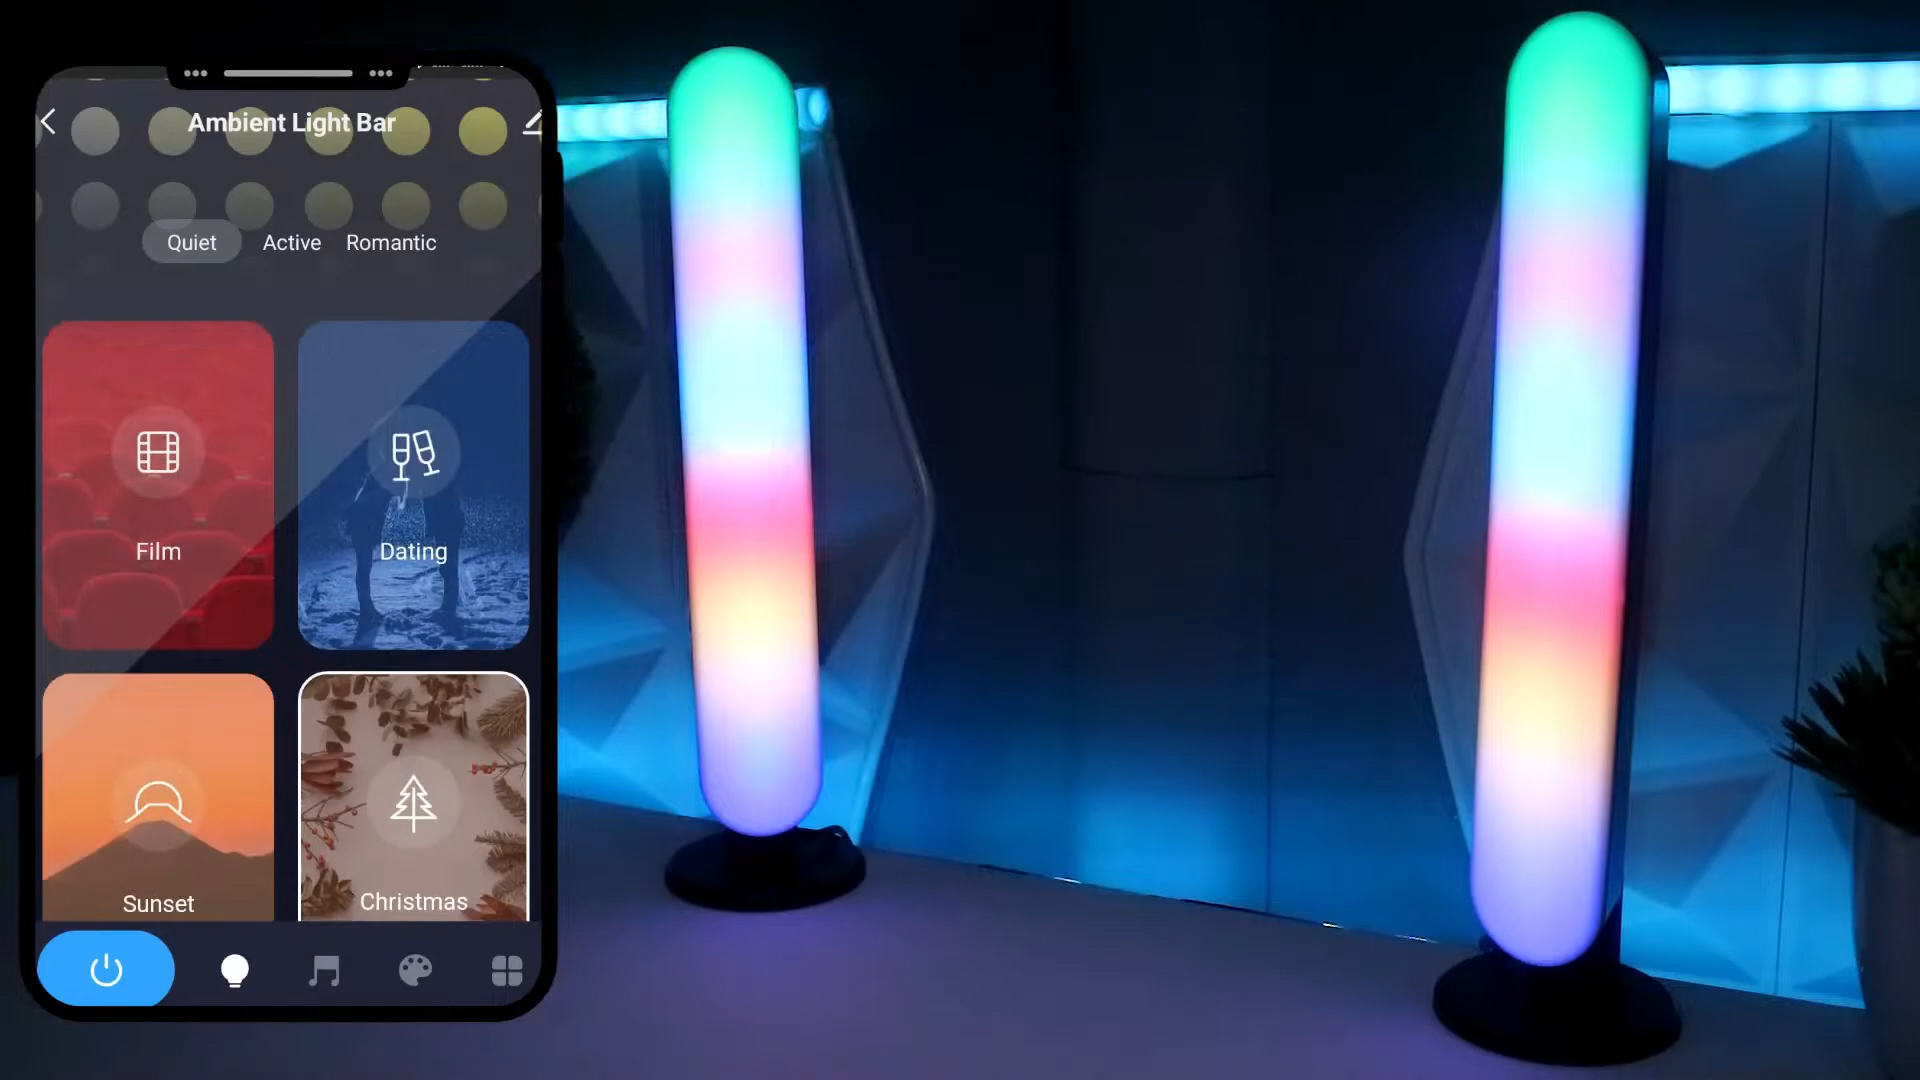 Ambient Light Bar
Quiet Active Romantic
Film Dating
Sunset Christmas